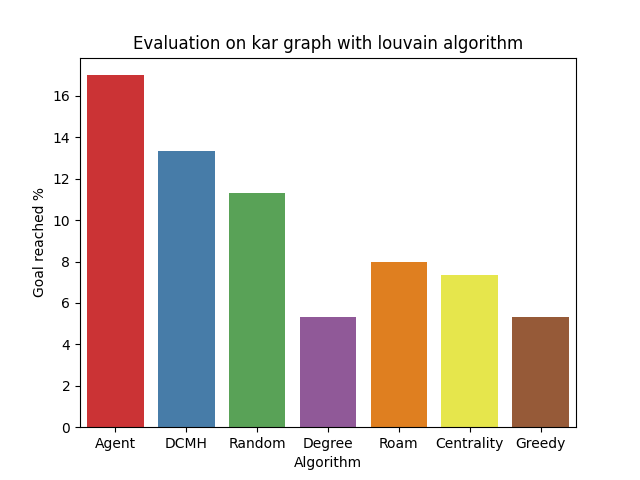 Evaluation on kar graph with louvain algorithm
Goal reached %
16
14
12
10
8
6
4
2
0
Agent DCMH Random Degree Roam Centrality Greedy
Algorithm